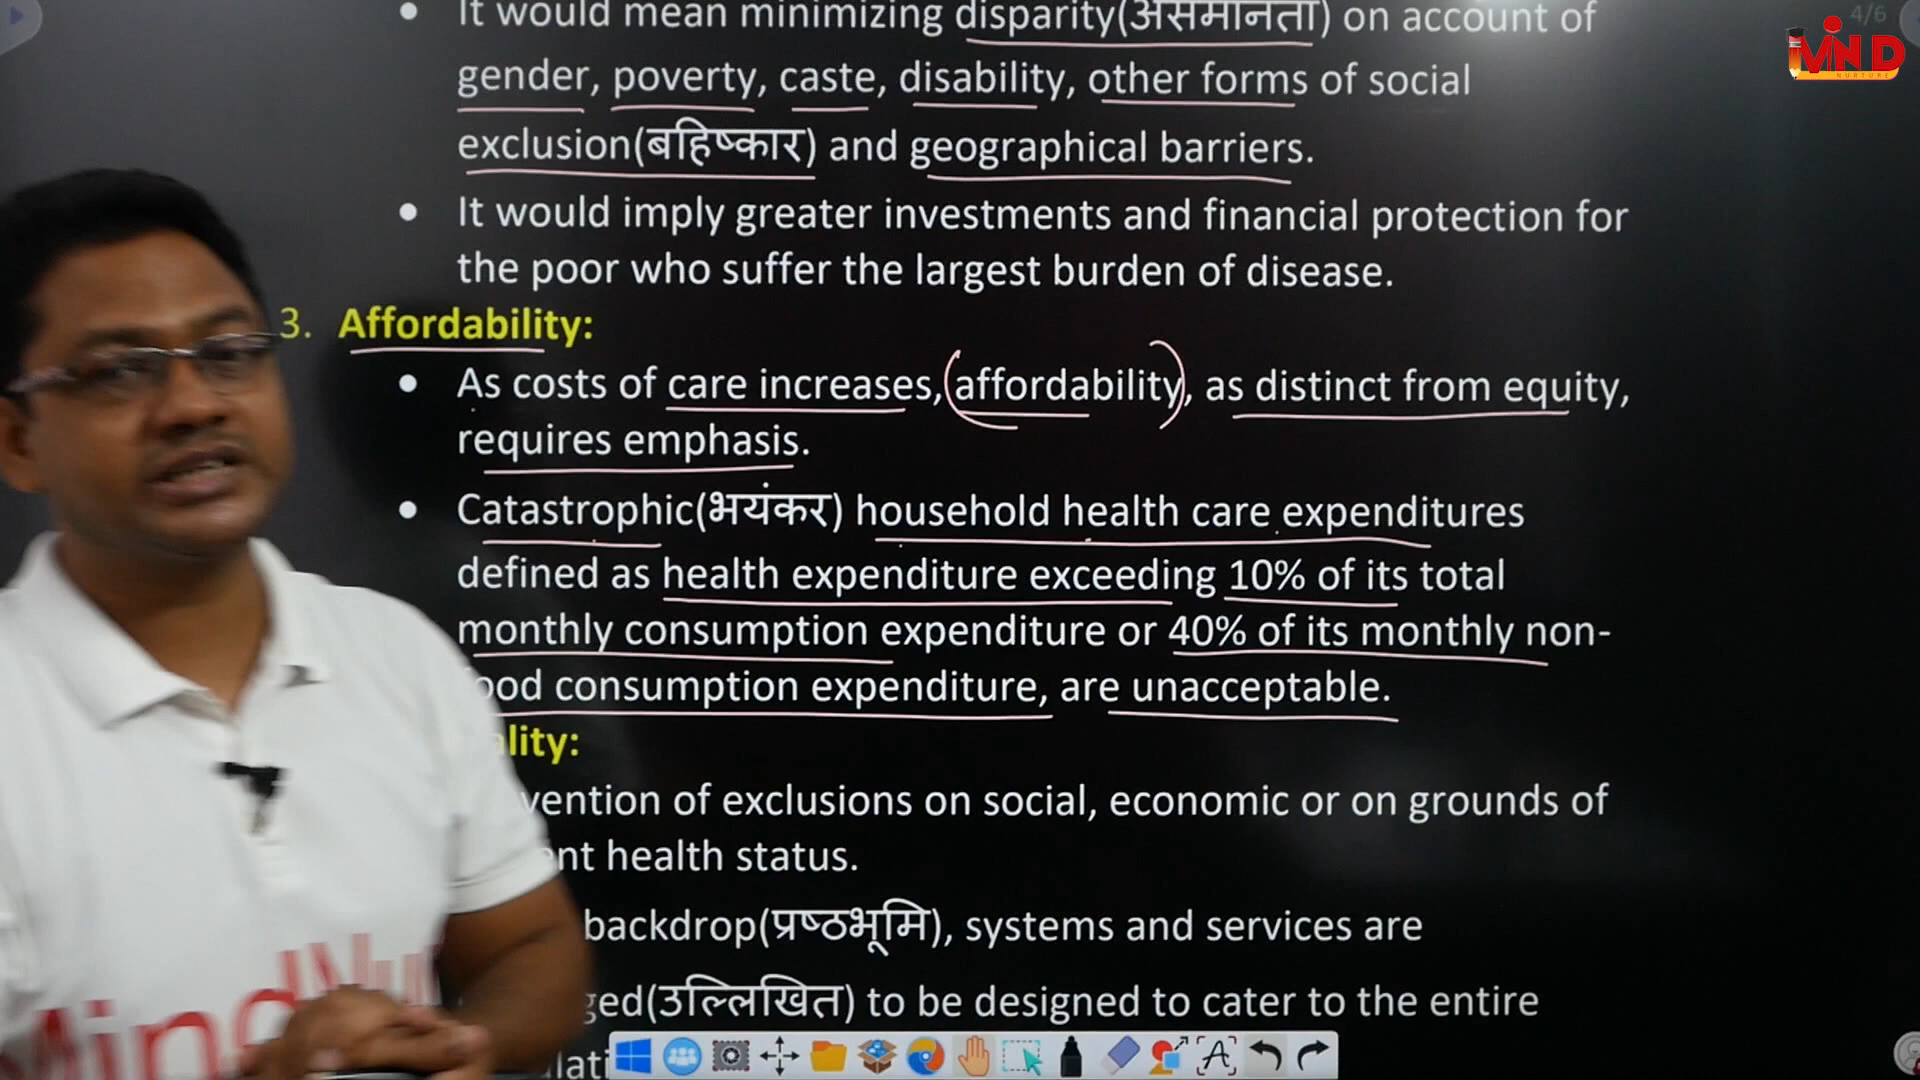 It would mean minimizing disparity(असमानता) on account of
4/6
MIND
NURTURE
gender, poverty, caste, disability, other forms of social
exclusion(बहिष्कार) and geographical barriers.
It would imply greater investments and financial protection for
the poor who suffer the largest burden of disease.
3. Affordability:
As costs of care increases, affordability, as distinct from equity,
requires emphasis.
Catastrophic(भयंकर) household health care expenditures
defined as health expenditure exceeding 10% of its total
monthly consumption expenditure or 40% of its monthly non-
ood consumption expenditure, are unacceptable.
lity:
vention of exclusions on social, economic or on grounds of
nt health status.
backdrop(प्रष्ठभूमि), systems and services are
ged(उल्लिखित) to be designed to cater to the entire
lati
MindNu